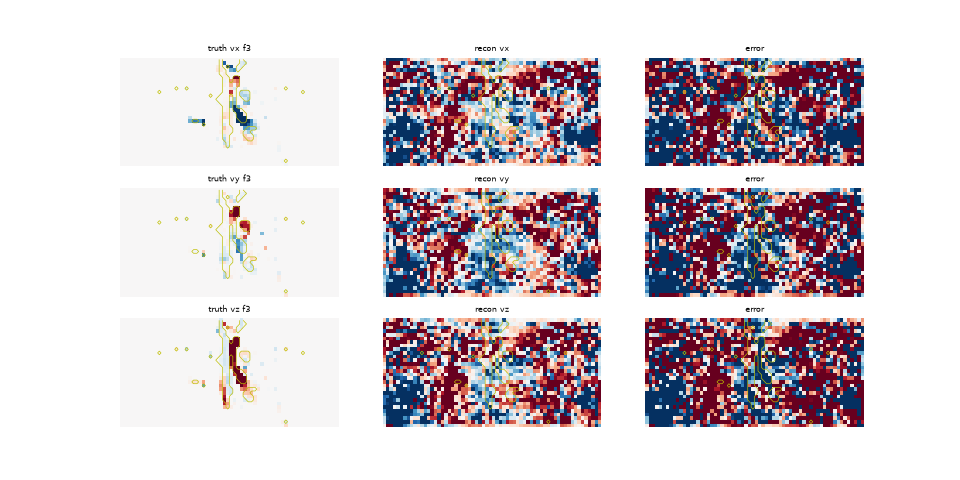 truth vx f3
recon vx
error
truth vy f3
recon vy
error
truth vz f3
recon vz
error